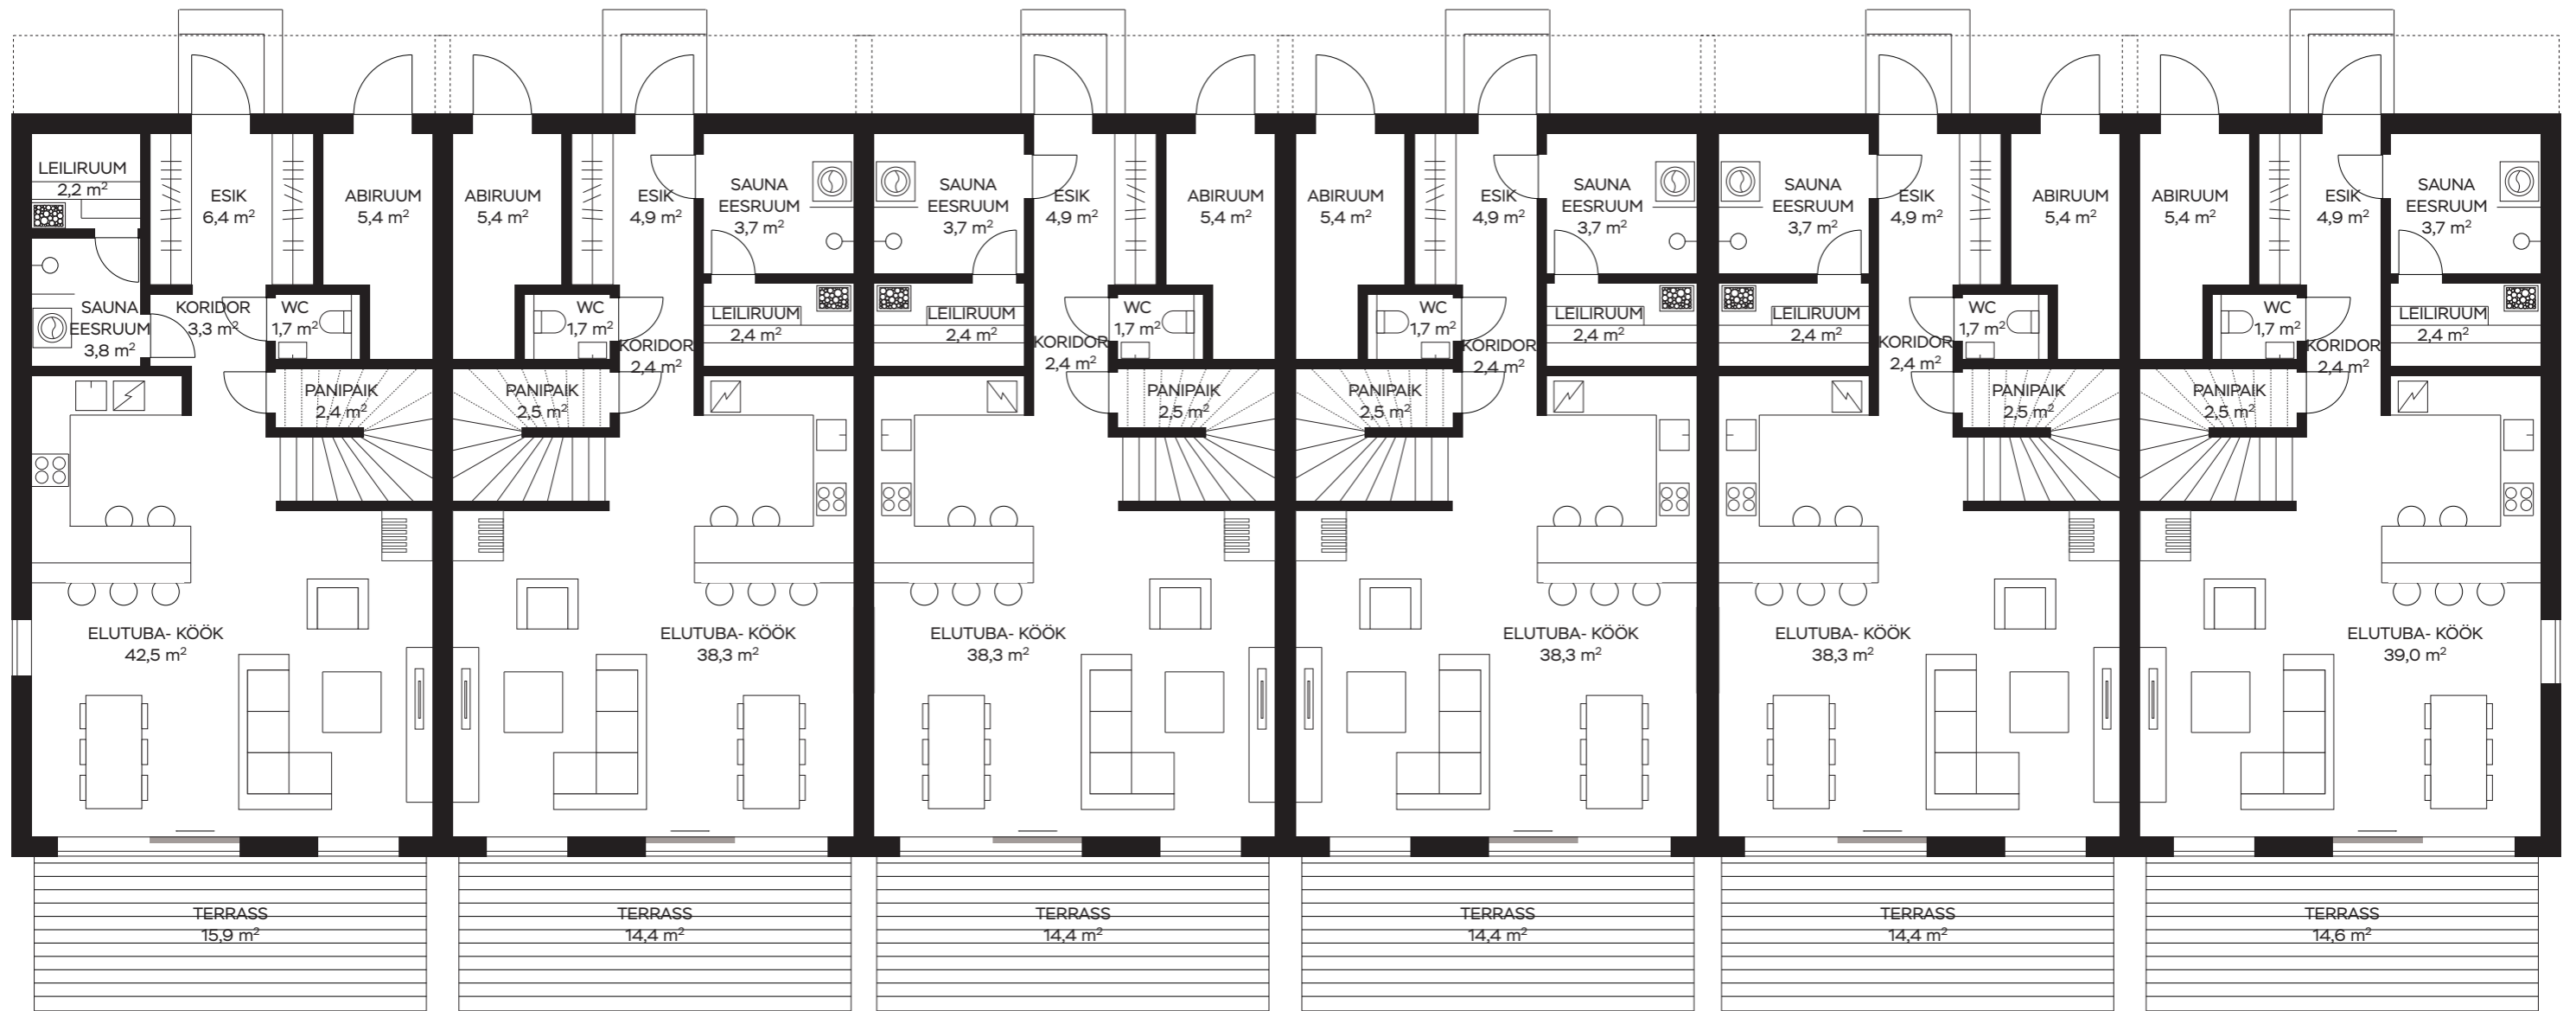 LEILIRUUM
2,2 m²
ESIK
6,4 m²
ABIRUUM
5,4 m²
SAUNA
EESRUUM
3,8 m²
KORIDOR
3,3 m²
WC
1,7 m²
PANIPAIK
2,4 m²
ELUTUBA- KÖÖK
42,5 m²
TERRASS
15,9 m²
ABIRUUM
5,4 m²
ESIK
4,9 m²
SAUNA
EESRUUM
3,7 m²
WC
1,7 m²
LEILIRUUM
2,4 m²
KORIDOR
2,4 m²
PANIPAIK
2,5 m²
ELUTUBA- KÖÖK
38,3 m²
TERRASS
14,4 m²
SAUNA
EESRUUM
3,7 m²
ESIK
4,9 m²
ABIRUUM
5,4 m²
LEILIRUUM
2,4 m²
WC
1,7 m²
KORIDOR
2,4 m²
PANIPAIK
2,5 m²
ELUTUBA- KÖÖK
38,3 m²
TERRASS
14,4 m²
ABIRUUM
5,4 m²
ESIK
4,9 m²
SAUNA
EESRUUM
3,7 m²
WC
1,7 m²
LEILIRUUM
2,4 m²
KORIDOR
2,4 m²
PANIPAIK
2,5 m²
ELUTUBA- KÖÖK
38,3 m²
TERRASS
14,4 m²
SAUNA
EESRUUM
3,7 m²
ESIK
4,9 m²
ABIRUUM
5,4 m²
LEILIRUUM
2,4 m²
WC
1,7 m²
KORIDOR
2,4 m²
PANIPAIK
2,5 m²
ELUTUBA- KÖÖK
38,3 m²
TERRASS
14,4 m²
ABIRUUM
5,4 m²
ESIK
4,9 m²
SAUNA
EESRUUM
3,7 m²
WC
1,7 m²
LEILIRUUM
2,4 m²
KORIDOR
2,4 m²
PANIPAIK
2,5 m²
ELUTUBA- KÖÖK
39,0 m²
TERRASS
14,6 m²